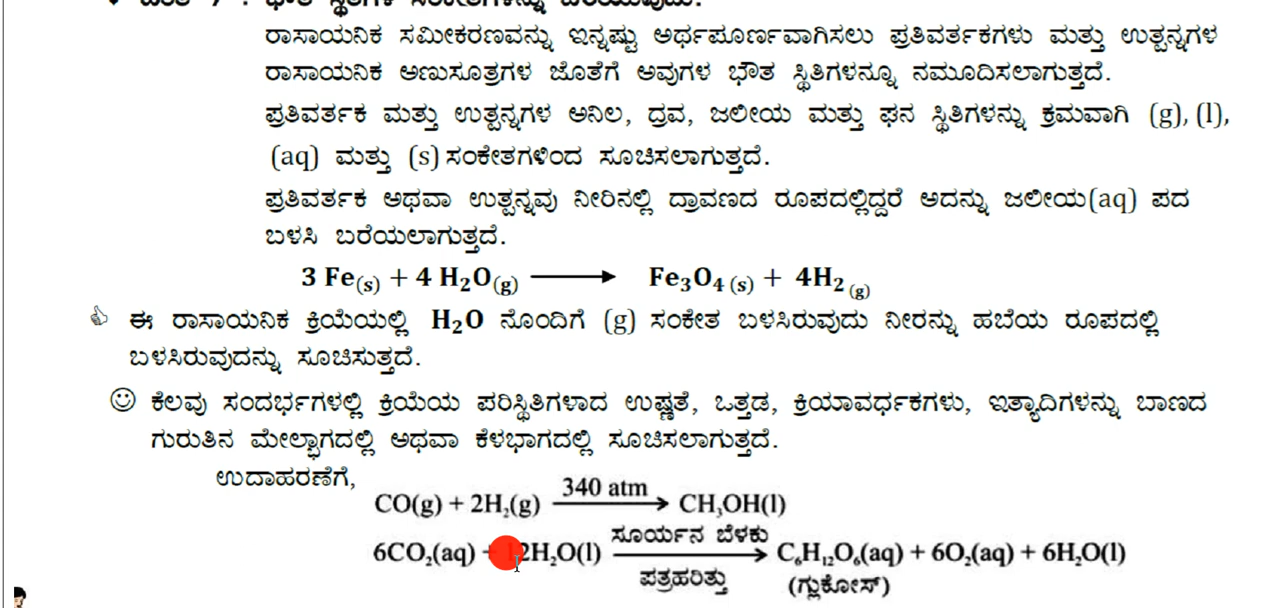 ಹಂತ 7 : ಭೌತ ಸ್ಥಿತಿಗಳ ಸಂಕೇತಗಳನ್ನು ಬರೆಯುವುದು.
ರಾಸಾಯನಿಕ ಸಮೀಕರಣವನ್ನು ಇನ್ನಷ್ಟು ಅರ್ಥಪೂರ್ಣವಾಗಿಸಲು ಪ್ರತಿವರ್ತಕಗಳು ಮತ್ತು ಉತ್ಪನ್ನಗಳ
ರಾಸಾಯನಿಕ ಅಣುಸೂತ್ರಗಳ ಜೊತೆಗೆ ಅವುಗಳ ಭೌತ ಸ್ಥಿತಿಗಳನ್ನೂ ನಮೂದಿಸಲಾಗುತ್ತದೆ.
ಪ್ರತಿವರ್ತಕ ಮತ್ತು ಉತ್ಪನ್ನಗಳ ಅನಿಲ, ದ್ರವ, ಜಲೀಯ ಮತ್ತು ಘನ ಸ್ಥಿತಿಗಳನ್ನು ಕ್ರಮವಾಗಿ (g), (l),
(aq) ಮತ್ತು (s) ಸಂಕೇತಗಳಿಂದ ಸೂಚಿಸಲಾಗುತ್ತದೆ.
ಪ್ರತಿವರ್ತಕ ಅಥವಾ ಉತ್ಪನ್ನವು ನೀರಿನಲ್ಲಿ ದ್ರಾವಣದ ರೂಪದಲ್ಲಿದ್ದರೆ ಅದನ್ನು ಜಲೀಯ(aq) ಪದ
ಬಳಸಿ ಬರೆಯಲಾಗುತ್ತದೆ.
3 Fe(s) + 4 H₂O(g) ⟶ Fe₃O₄ (s) + 4H₂ (g)
ಈ ರಾಸಾಯನಿಕ ಕ್ರಿಯೆಯಲ್ಲಿ H₂O ನೊಂದಿಗೆ (g) ಸಂಕೇತ ಬಳಸಿರುವುದು ನೀರನ್ನು ಹಬೆಯ ರೂಪದಲ್ಲಿ
ಬಳಸಿರುವುದನ್ನು ಸೂಚಿಸುತ್ತದೆ.
☺ ಕೆಲವು ಸಂದರ್ಭಗಳಲ್ಲಿ ಕ್ರಿಯೆಯ ಪರಿಸ್ಥಿತಿಗಳಾದ ಉಷ್ಣತೆ, ಒತ್ತಡ, ಕ್ರಿಯಾವರ್ಧಕಗಳು, ಇತ್ಯಾದಿಗಳನ್ನು ಬಾಣದ
ಗುರುತಿನ ಮೇಲ್ಭಾಗದಲ್ಲಿ ಅಥವಾ ಕೆಳಭಾಗದಲ್ಲಿ ಸೂಚಿಸಲಾಗುತ್ತದೆ.
ಉದಾಹರಣೆಗೆ,
340 atm
CO(g) + 2H₂(g) ⟶ CH₃OH(l)
ಸೂರ್ಯನ ಬೆಳಕು
6CO₂(aq) + 12H₂O(l) ⟶ C₆H₁₂O₆(aq) + 6O₂(aq) + 6H₂O(l)
ಪತ್ರಹರಿತ್ತು (ಗ್ಲುಕೋಸ್)